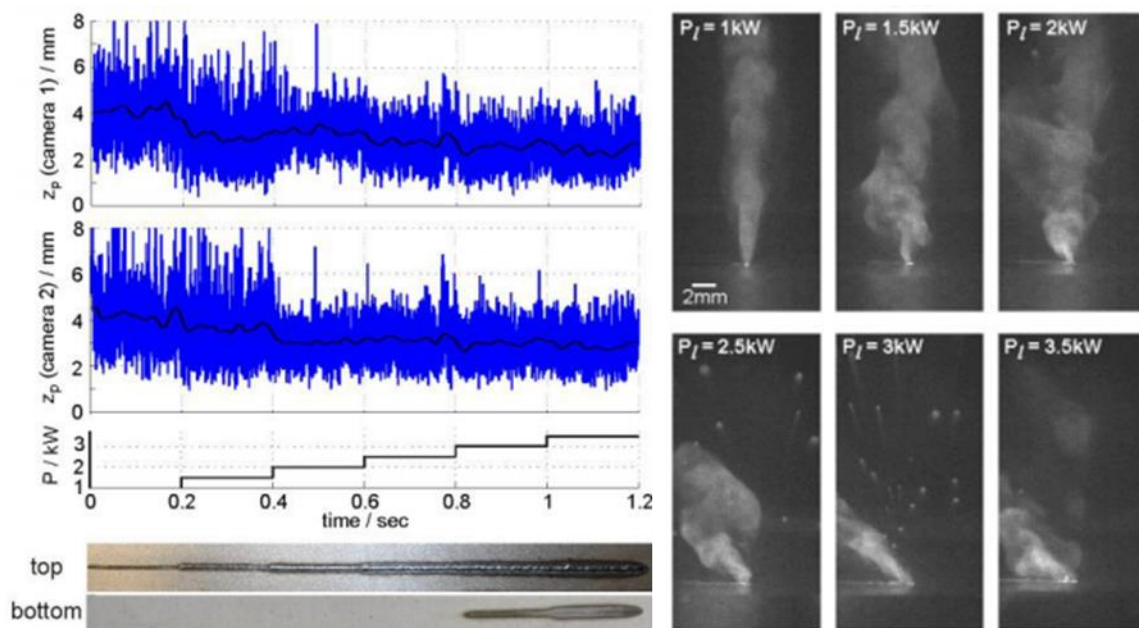 8
6
4
2
0
z_p (camera 1) / mm
8
6
4
2
0
z_p (camera 2) / mm
3
2
1
P / kW
0 0.2 0.4 0.6 0.8 1 1.2
time / sec
top
bottom
P_l = 1kW
P_l = 1.5kW
P_l = 2kW
2mm
P_l = 2.5kW
P_l = 3kW
P_l = 3.5kW